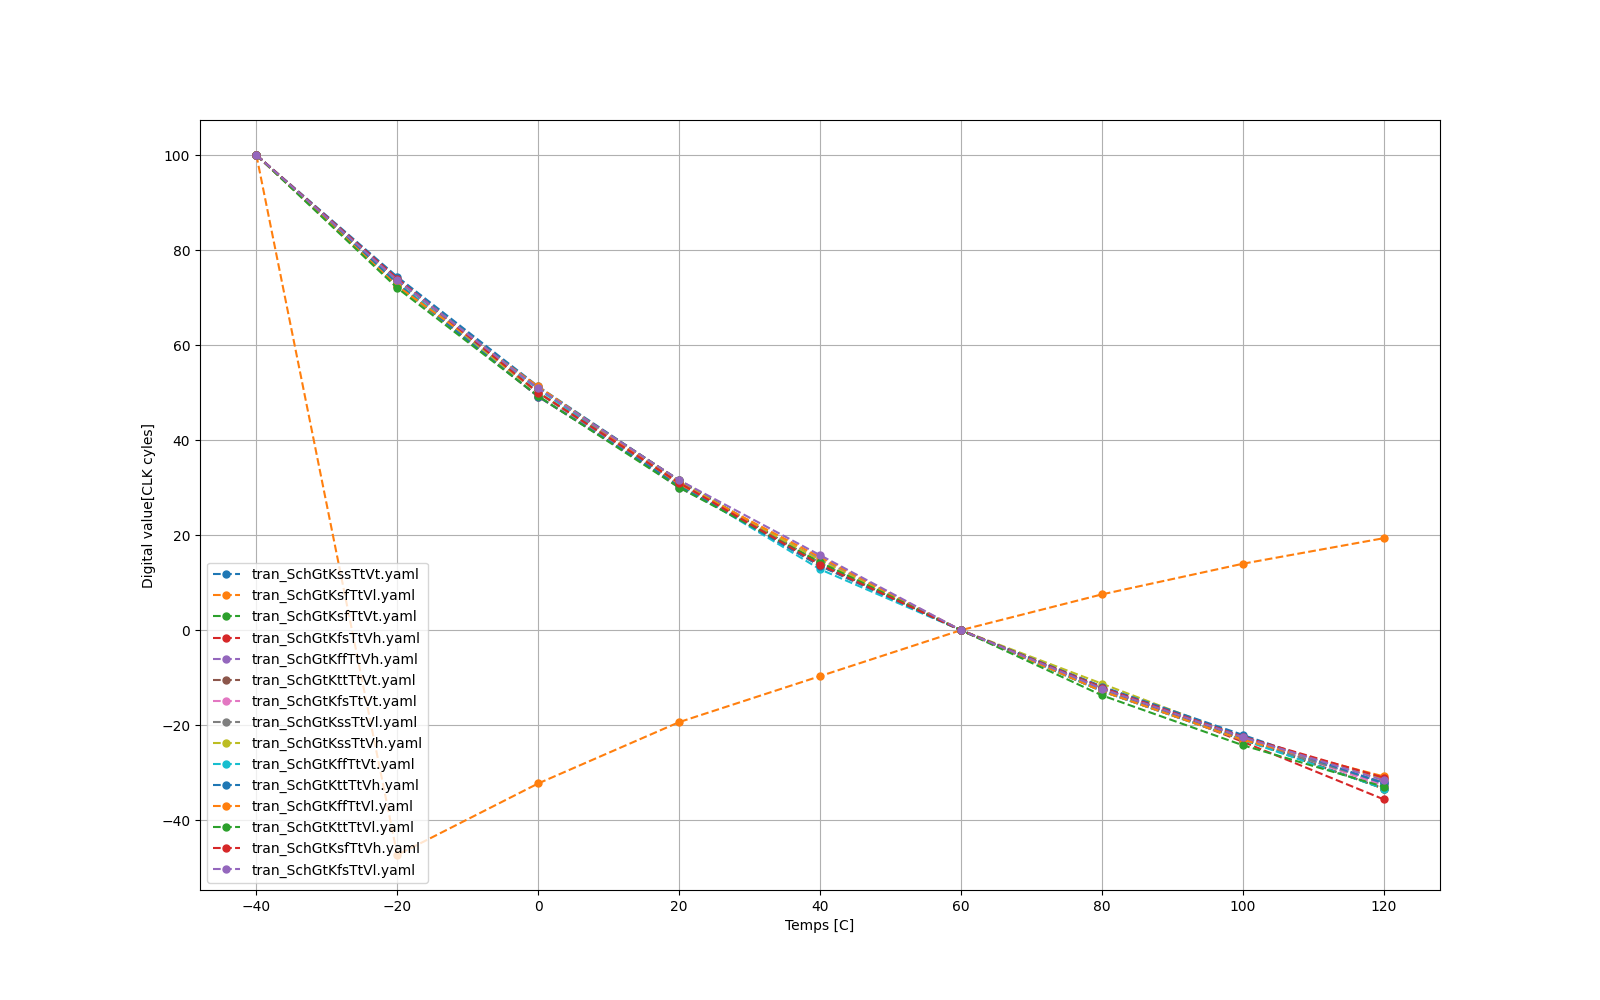 100
80
60
40
20
0
−20
−40
Digital value[CLK cyles]
tran_SchGtKssTtVt.yaml
tran_SchGtKsfTtVl.yaml
tran_SchGtKsfTtVt.yaml
tran_SchGtKfsTtVh.yaml
tran_SchGtKffTtVh.yaml
tran_SchGtKttTtVt.yaml
tran_SchGtKfsTtVt.yaml
tran_SchGtKssTtVl.yaml
tran_SchGtKssTtVh.yaml
tran_SchGtKffTtVt.yaml
tran_SchGtKttTtVh.yaml
tran_SchGtKffTtVl.yaml
tran_SchGtKttTtVl.yaml
tran_SchGtKsfTtVh.yaml
tran_SchGtKfsTtVl.yaml
−40 −20 0 20 40 60 80 100 120
Temps [C]